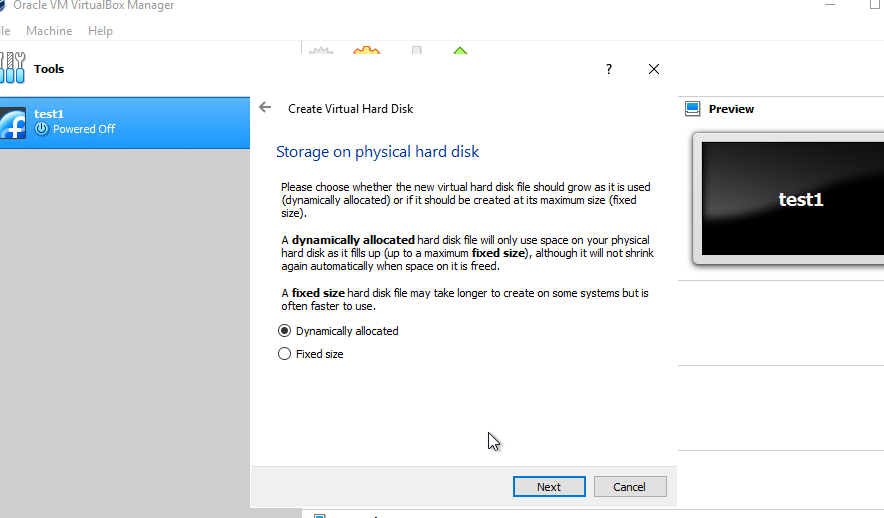 Oracle VM VirtualBox Manager
Machine Help
Tools
?
test1
Powered Off
Create Virtual Hard Disk
Preview
test1
Storage on physical hard disk
Please choose whether the new virtual hard disk file should grow as it is used
(dynamically allocated) or if it should be created at its maximum size (fixed
size).
A dynamically allocated hard disk file will only use space on your physical
hard disk as it fills up (up to a maximum fixed size), although it will not shrink
again automatically when space on it is freed.
A fixed size hard disk file may take longer to create on some systems but is
often faster to use.
Dynamically allocated
Fixed size
Next Cancel